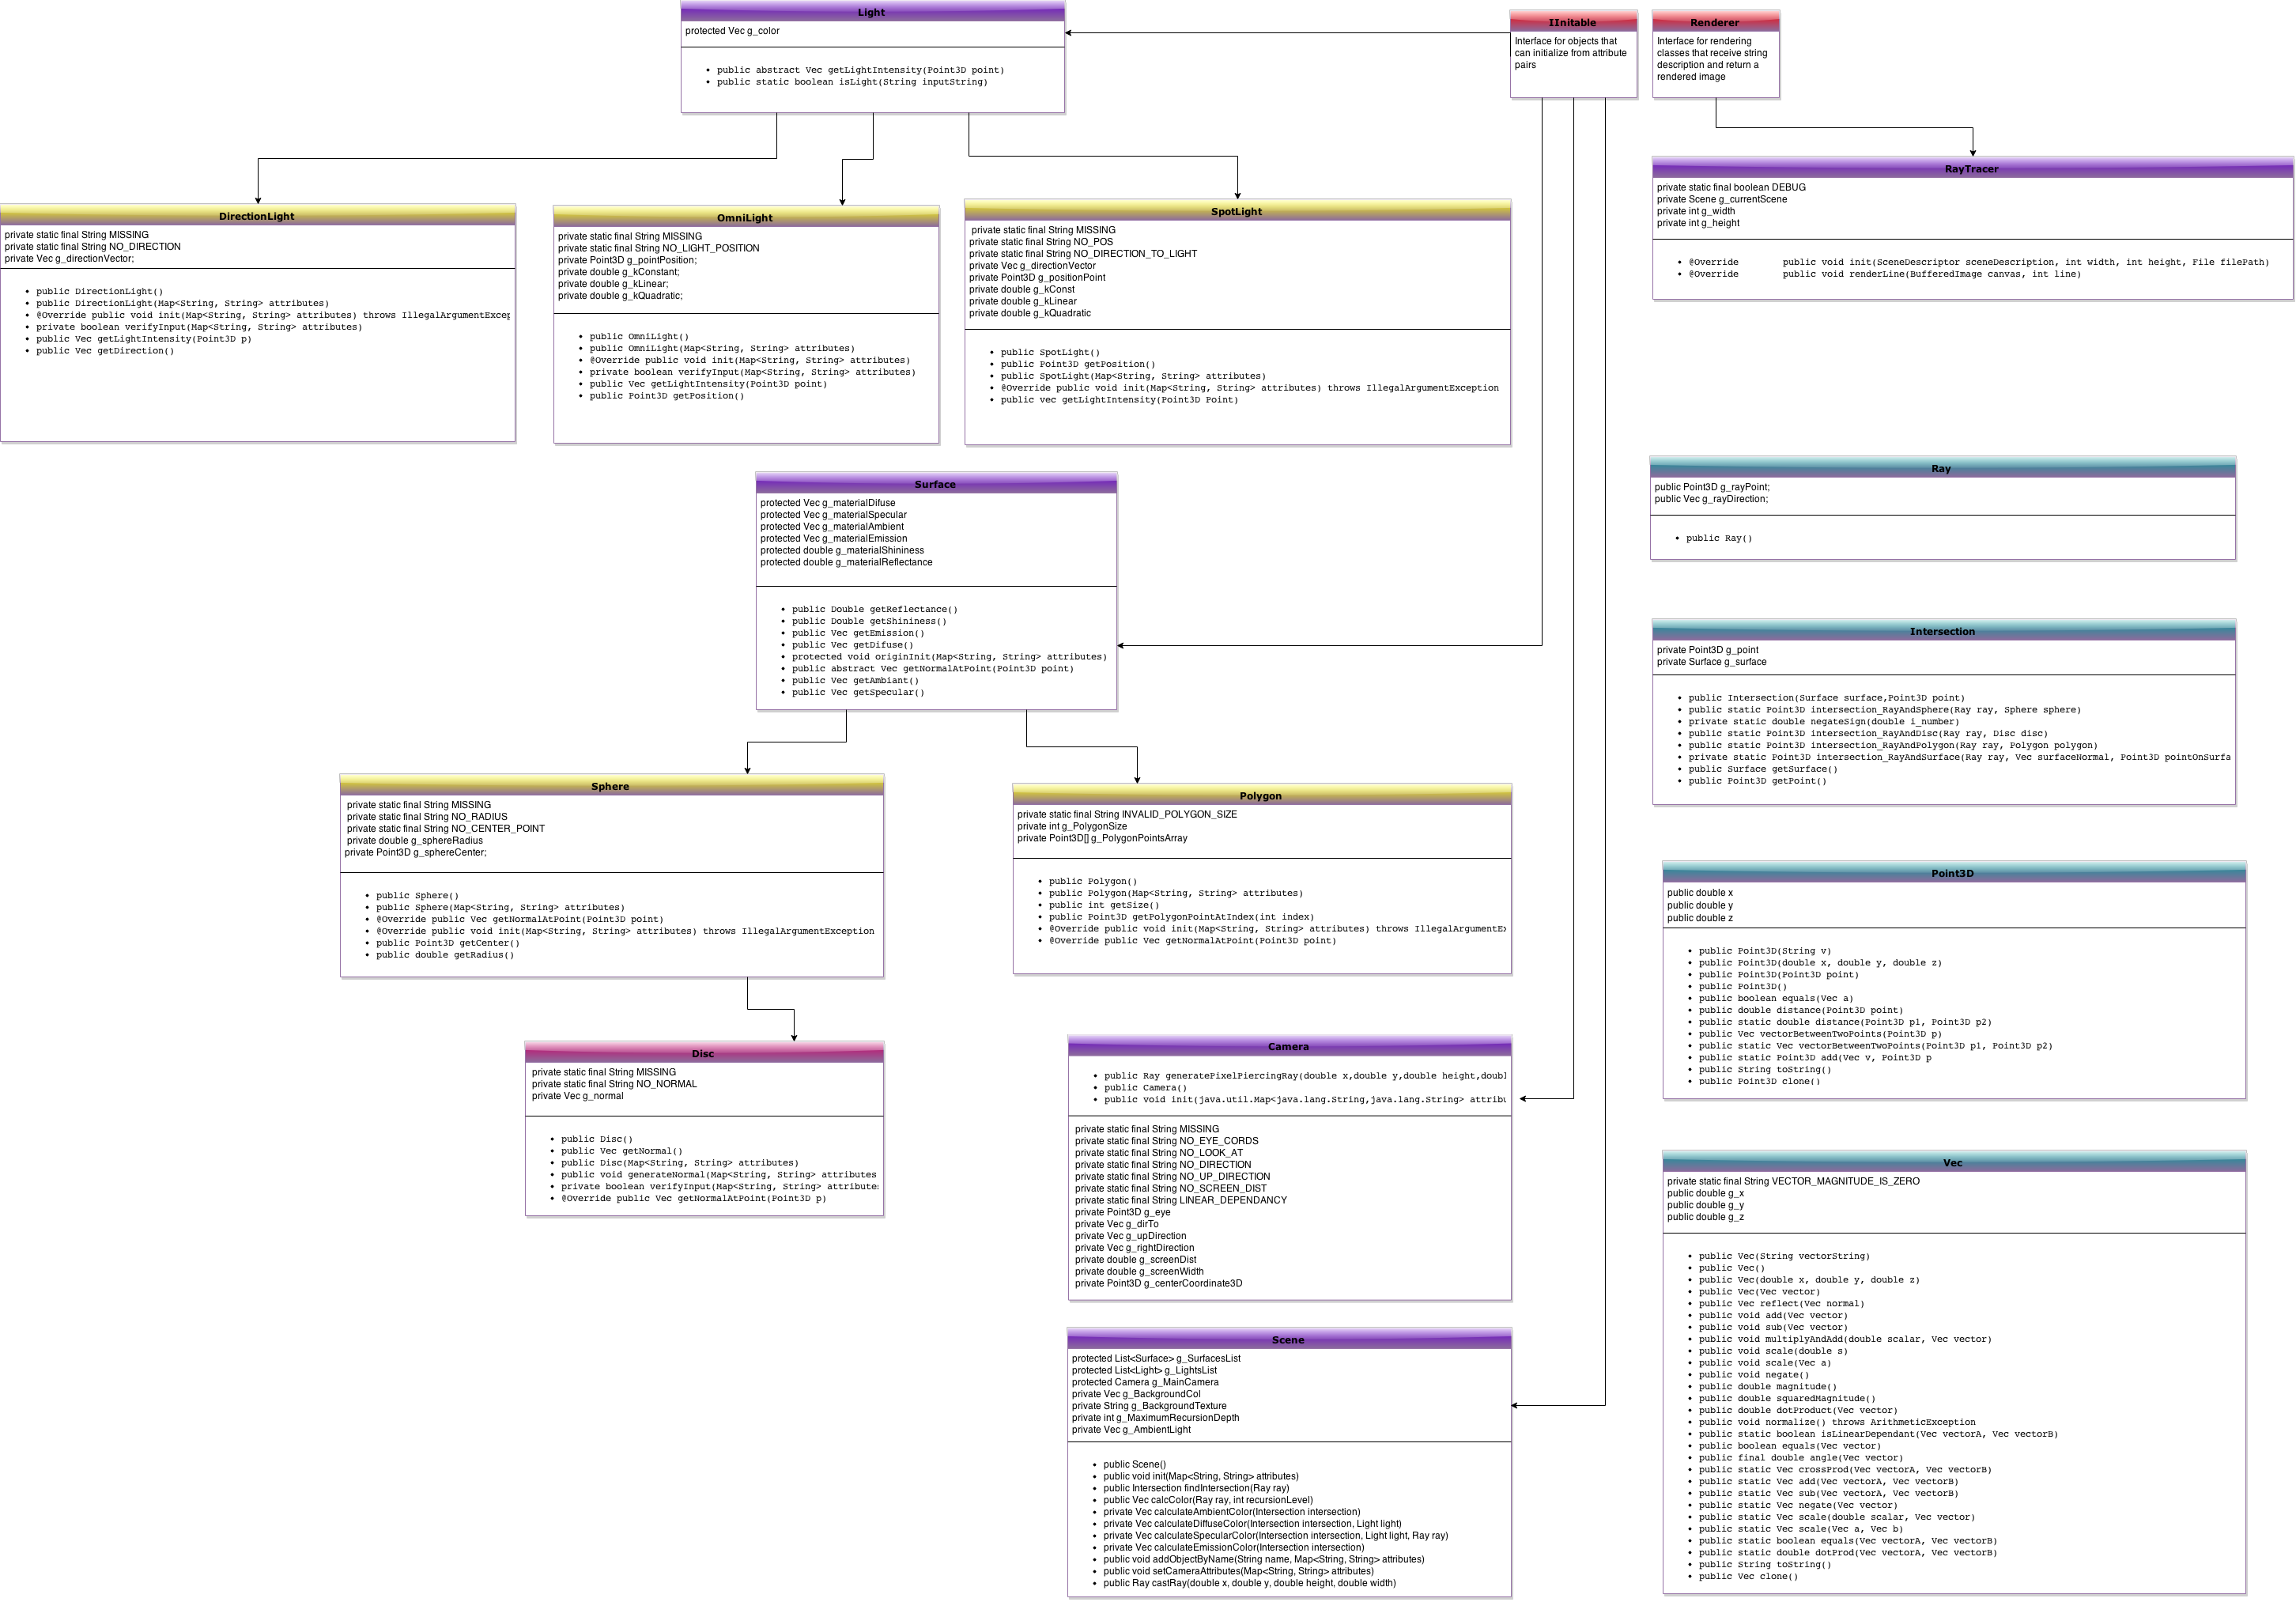 Light
protected Vec g_color
public abstract Vec getLightIntensity(Point3D point)
public static boolean isLight(String inputString)
IInitable
Interface for objects that
can initialize from attribute
pairs
Renderer
Interface for rendering
classes that receive string
description and return a
rendered image
RayTracer
private static final boolean DEBUG
private Scene g_currentScene
private int g_width
private int g_height
@Override public void init(SceneDescriptor sceneDescription, int width, int height, File filePath)
@Override public void renderLine(BufferedImage canvas, int line)
DirectionLight
private static final String MISSING
private static final String NO_DIRECTION
private Vec g_directionVector;
public DirectionLight()
public DirectionLight(Map<String, String> attributes)
@Override public void init(Map<String, String> attributes) throws IllegalArgumentExcep
private boolean verifyInput(Map<String, String> attributes)
public Vec getLightIntensity(Point3D p)
public Vec getDirection()
OmniLight
private static final String MISSING
private static final String NO_LIGHT_POSITION
private Point3D g_pointPosition;
private double g_kConstant;
private double g_kLinear;
private double g_kQuadratic;
public OmniLight()
public OmniLight(Map<String, String> attributes)
@Override public void init(Map<String, String> attributes)
private boolean verifyInput(Map<String, String> attributes)
public Vec getLightIntensity(Point3D point)
public Point3D getPosition()
SpotLight
private static final String MISSING
private static final String NO_POS
private static final String NO_DIRECTION_TO_LIGHT
private Vec g_directionVector
private Point3D g_positionPoint
private double g_kConst
private double g_kLinear
private double g_kQuadratic
public SpotLight()
public Point3D getPosition()
public SpotLight(Map<String, String> attributes)
@Override public void init(Map<String, String> attributes) throws IllegalArgumentException
public vec getLightIntensity(Point3D Point)
Surface
protected Vec g_materialDifuse
protected Vec g_materialSpecular
protected Vec g_materialAmbient
protected Vec g_materialEmission
protected double g_materialShininess
protected double g_materialReflectance
public Double getReflectance()
public Double getShininess()
public Vec getEmission()
public Vec getDifuse()
protected void originInit(Map<String, String> attributes)
public abstract Vec getNormalAtPoint(Point3D point)
public Vec getAmbiant()
public Vec getSpecular()
Ray
public Point3D g_rayPoint;
public Vec g_rayDirection;
public Ray()
Intersection
private Point3D g_point
private Surface g_surface
public Intersection(Surface surface,Point3D point)
public static Point3D intersection_RayAndSphere(Ray ray, Sphere sphere)
private static double negateSign(double i_number)
public static Point3D intersection_RayAndDisc(Ray ray, Disc disc)
public static Point3D intersection_RayAndPolygon(Ray ray, Polygon polygon)
private static Point3D intersection_RayAndSurface(Ray ray, Vec surfaceNormal, Point3D pointOnSurfa
public Surface getSurface()
public Point3D getPoint()
Sphere
private static final String MISSING
private static final String NO_RADIUS
private static final String NO_CENTER_POINT
private double g_sphereRadius
private Point3D g_sphereCenter;
public Sphere()
public Sphere(Map<String, String> attributes)
@Override public Vec getNormalAtPoint(Point3D point)
@Override public void init(Map<String, String> attributes) throws IllegalArgumentException
public Point3D getCenter()
public double getRadius()
Polygon
private static final String INVALID_POLYGON_SIZE
private int g_PolygonSize
private Point3D[] g_PolygonPointsArray
public Polygon()
public Polygon(Map<String, String> attributes)
public int getSize()
public Point3D getPolygonPointAtIndex(int index)
@Override public void init(Map<String, String> attributes) throws IllegalArgumentEx
@Override public Vec getNormalAtPoint(Point3D point)
Point3D
public double x
public double y
public double z
public Point3D(String v)
public Point3D(double x, double y, double z)
public Point3D(Point3D point)
public Point3D()
public boolean equals(Vec a)
public double distance(Point3D point)
public static double distance(Point3D p1, Point3D p2)
public Vec vectorBetweenTwoPoints(Point3D p)
public static Vec vectorBetweenTwoPoints(Point3D p1, Point3D p2)
public static Point3D add(Vec v, Point3D p
public String toString()
public Point3D clone()
Disc
private static final String MISSING
private static final String NO_NORMAL
private Vec g_normal
public Disc()
public Vec getNormal()
public Disc(Map<String, String> attributes)
public void generateNormal(Map<String, String> attributes
private boolean verifyInput(Map<String, String> attributes
@Override public Vec getNormalAtPoint(Point3D p)
Camera
public Ray generatePixelPiercingRay(double x,double y,double height,doubl
public Camera()
public void init(java.util.Map<java.lang.String,java.lang.String> attribu
private static final String MISSING
private static final String NO_EYE_CORDS
private static final String NO_LOOK_AT
private static final String NO_DIRECTION
private static final String NO_UP_DIRECTION
private static final String NO_SCREEN_DIST
private static final String LINEAR_DEPENDANCY
private Point3D g_eye
private Vec g_dirTo
private Vec g_upDirection
private Vec g_rightDirection
private double g_screenDist
private double g_screenWidth
private Point3D g_centerCoordinate3D
Vec
private static final String VECTOR_MAGNITUDE_IS_ZERO
public double g_x
public double g_y
public double g_z
public Vec(String vectorString)
public Vec()
public Vec(double x, double y, double z)
public Vec(Vec vector)
public Vec reflect(Vec normal)
public void add(Vec vector)
public void sub(Vec vector)
public void multiplyAndAdd(double scalar, Vec vector)
public void scale(double s)
public void scale(Vec a)
public void negate()
public double magnitude()
public double squaredMagnitude()
public double dotProduct(Vec vector)
public void normalize() throws ArithmeticException
public static boolean isLinearDependant(Vec vectorA, Vec vectorB)
public boolean equals(Vec vector)
public final double angle(Vec vector)
public static Vec crossProd(Vec vectorA, Vec vectorB)
public static Vec add(Vec vectorA, Vec vectorB)
public static Vec sub(Vec vectorA, Vec vectorB)
public static Vec negate(Vec vector)
public static Vec scale(double scalar, Vec vector)
public static Vec scale(Vec a, Vec b)
public static boolean equals(Vec vectorA, Vec vectorB)
public static double dotProd(Vec vectorA, Vec vectorB)
public String toString()
public Vec clone()
Scene
protected List<Surface> g_SurfacesList
protected List<Light> g_LightsList
protected Camera g_MainCamera
private Vec g_BackgroundCol
private String g_BackgroundTexture
private int g_MaximumRecursionDepth
private Vec g_AmbientLight
public Scene()
public void init(Map<String, String> attributes)
public Intersection findIntersection(Ray ray)
public Vec calcColor(Ray ray, int recursionLevel)
private Vec calculateAmbientColor(Intersection intersection)
private Vec calculateDiffuseColor(Intersection intersection, Light light)
private Vec calculateSpecularColor(Intersection intersection, Light light, Ray ray)
private Vec calculateEmissionColor(Intersection intersection)
public void addObjectByName(String name, Map<String, String> attributes)
public void setCameraAttributes(Map<String, String> attributes)
public Ray castRay(double x, double y, double height, double width)